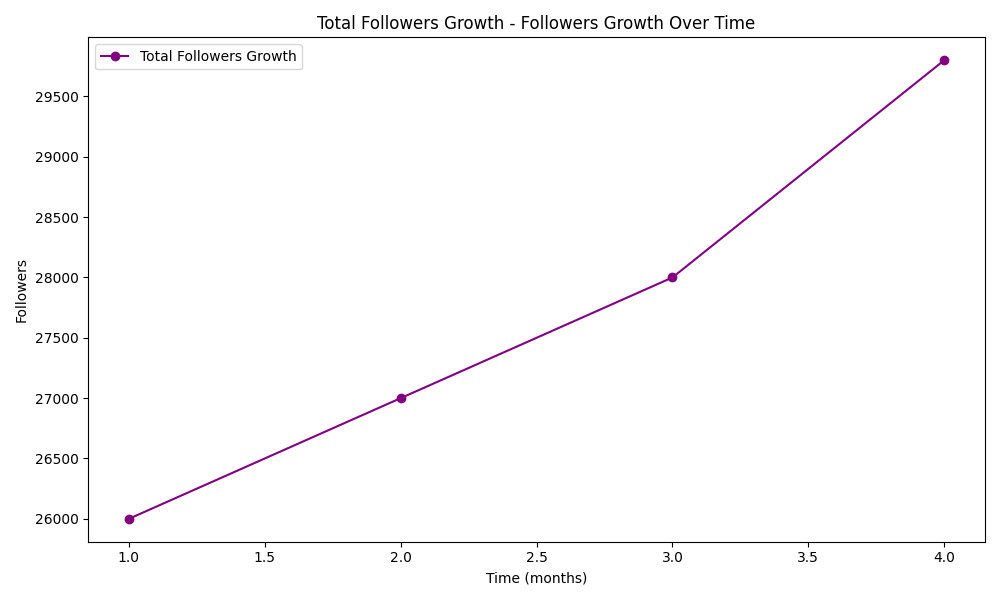 Total Followers Growth - Followers Growth Over Time
Total Followers Growth
Followers
29500
29000
28500
28000
27500
27000
26500
26000
1.0 1.5 2.0 2.5 3.0 3.5 4.0
Time (months)